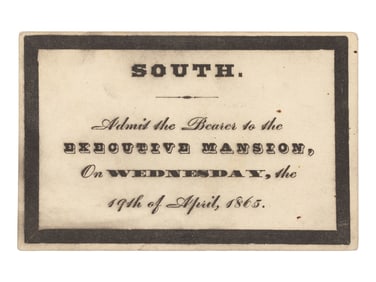 SOUTH.
Admit the Bearer to the
EXECUTIVE MANSION,
On WEDNESDAY, the
19th of April, 1865.